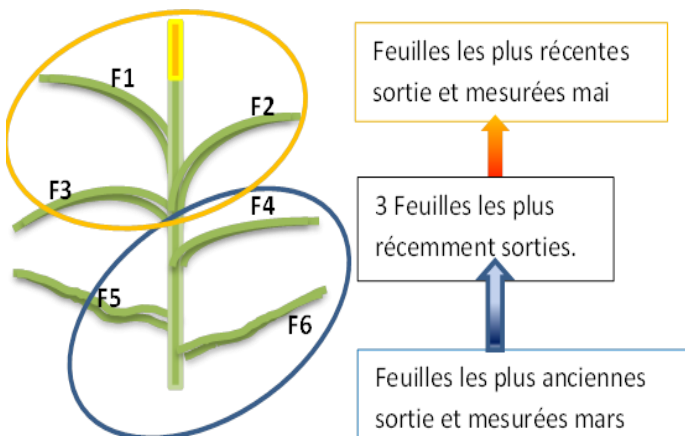 F1
F2
F3
F4
F5
F6
Feuilles les plus récentes
sortie et mesurées mai
3 Feuilles les plus
récemment sorties.
Feuilles les plus anciennes
sortie et mesurées mars